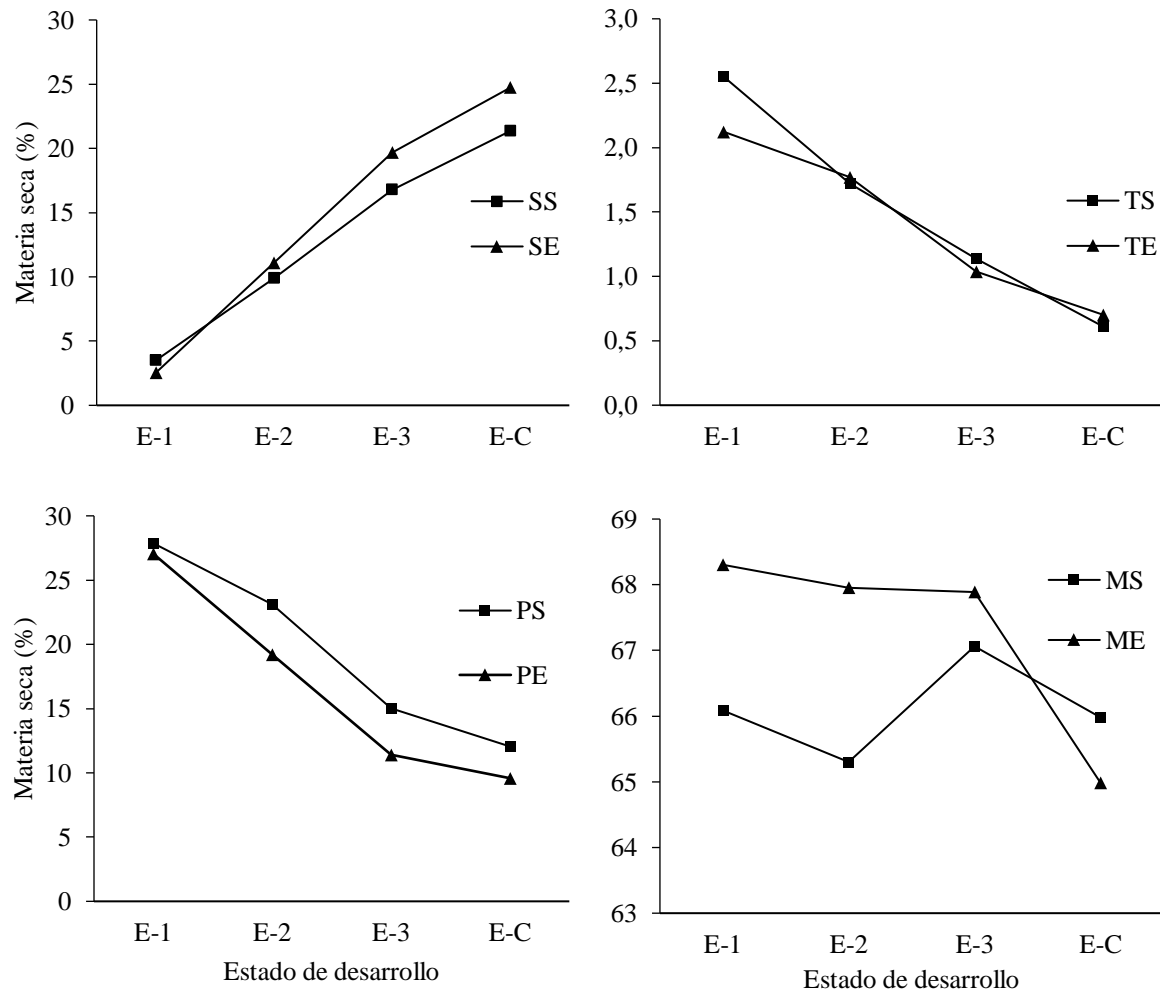 30
25
20
15
10
5
0
Materia seca (%)
SS
SE
E-1 E-2 E-3 E-C
3,0
2,5
2,0
1,5
1,0
0,5
0,0
TS
TE
E-1 E-2 E-3 E-C
30
25
20
15
10
5
0
Materia seca (%)
PS
PE
E-1 E-2 E-3 E-C
Estado de desarrollo
69
68
67
66
65
64
63
MS
ME
E-1 E-2 E-3 E-C
Estado de desarrollo